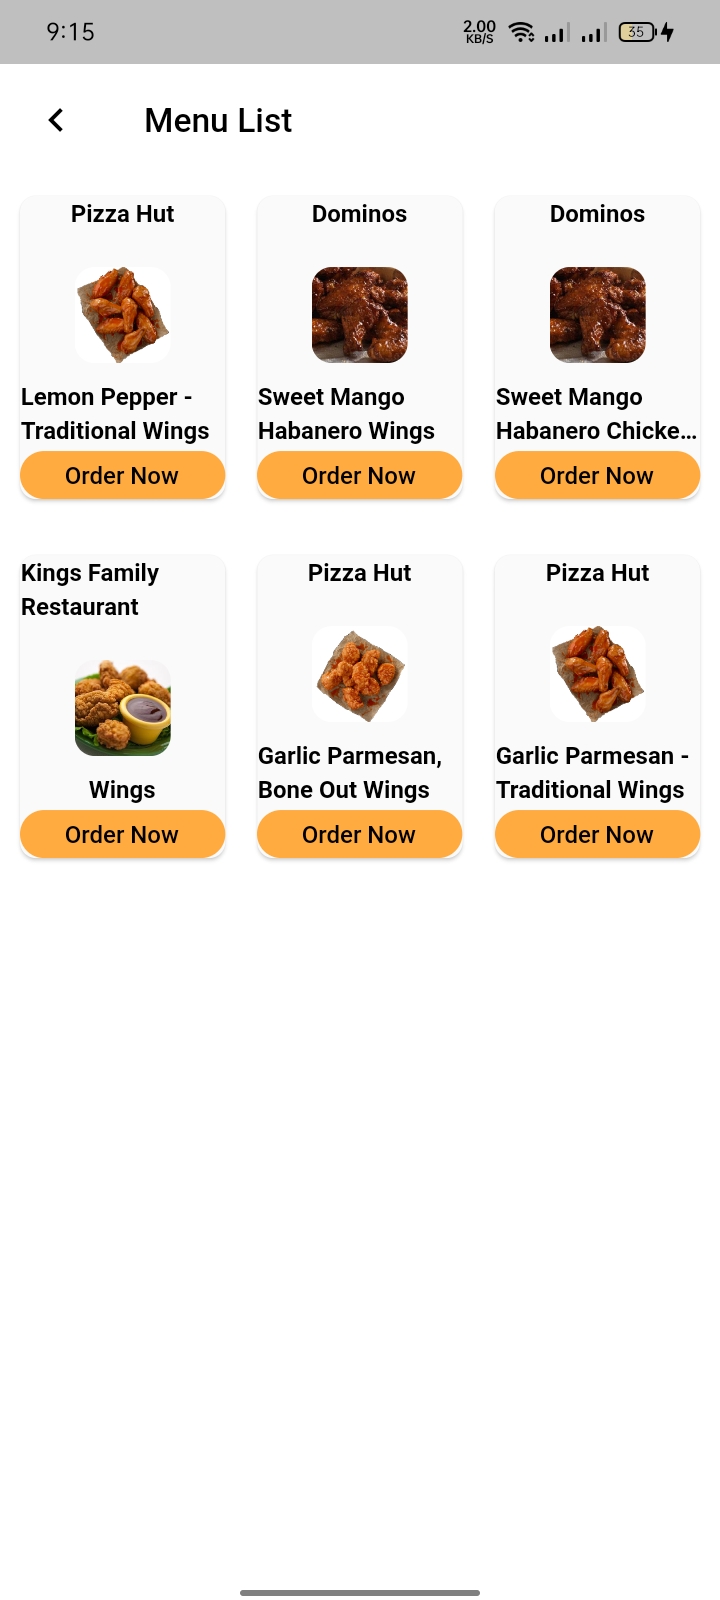 9:15
2.00
KB/S
35
Menu List
Pizza Hut
Lemon Pepper -
Traditional Wings
Order Now
Dominos
Sweet Mango
Habanero Wings
Order Now
Dominos
Sweet Mango
Habanero Chicke...
Order Now
Kings Family
Restaurant
Wings
Order Now
Pizza Hut
Garlic Parmesan,
Bone Out Wings
Order Now
Pizza Hut
Garlic Parmesan -
Traditional Wings
Order Now